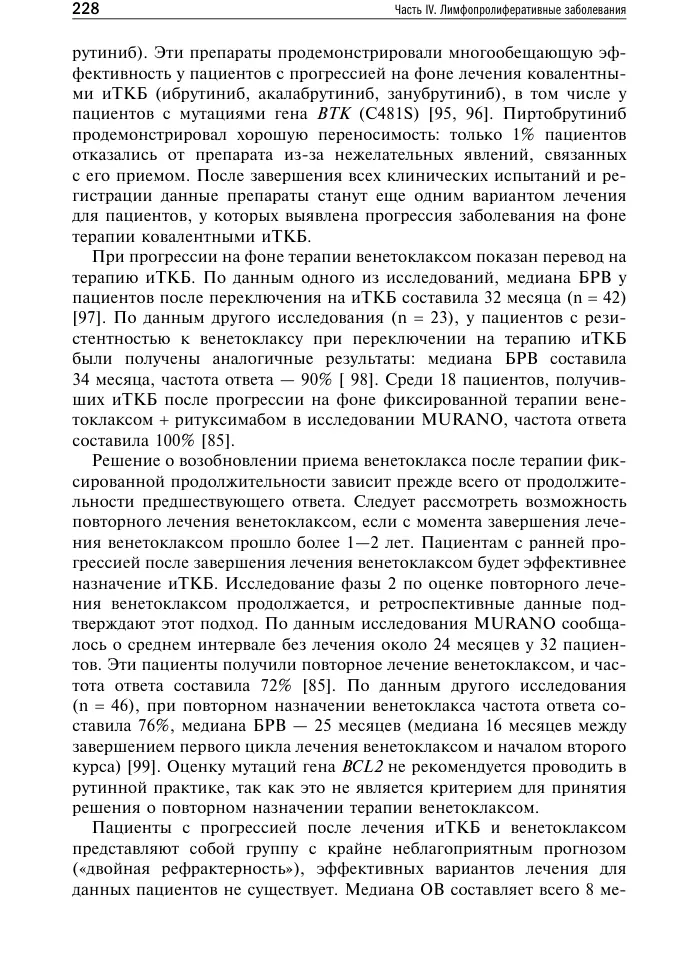 228
Часть IV. Лимфопролиферативные заболевания
рутиниб). Эти препараты продемонстрировали многообещающую эф-
фективность у пациентов с прогрессией на фоне лечения ковалентны-
ми иТКБ (ибрутиниб, акалабрутиниб, занубрутиниб), в том числе у
пациентов с мутациями гена BTK (C481S) [95, 96]. Пиртобрутиниб
продемонстрировал хорошую переносимость: только 1% пациентов
отказались от препарата из-за нежелательных явлений, связанных
с его приемом. После завершения всех клинических испытаний и ре-
гистрации данные препараты станут еще одним вариантом лечения
для пациентов, у которых выявлена прогрессия заболевания на фоне
терапии ковалентными иТКБ.
При прогрессии на фоне терапии венетоклаксом показан перевод на
терапию иТКБ. По данным одного из исследований, медиана БРВ у
пациентов после переключения на иТКБ составила 32 месяца (n = 42)
[97]. По данным другого исследования (n = 23), у пациентов с рези-
стентностью к венетоклаксу при переключении на терапию иТКБ
были получены аналогичные результаты: медиана БРВ составила
34 месяца, частота ответа — 90% [ 98]. Среди 18 пациентов, получив-
ших иТКБ после прогрессии на фоне фиксированной терапии вене-
токлаксом + ритуксимабом в исследовании MURANO, частота ответа
составила 100% [85].
Решение о возобновлении приема венетоклакса после терапии фик-
сированной продолжительности зависит прежде всего от продолжите-
льности предшествующего ответа. Следует рассмотреть возможность
повторного лечения венетоклаксом, если с момента завершения лече-
ния венетоклаксом прошло более 1—2 лет. Пациентам с ранней про-
грессией после завершения лечения венетоклаксом будет эффективнее
назначение иТКБ. Исследование фазы 2 по оценке повторного лече-
ния венетоклаксом продолжается, и ретроспективные данные под-
тверждают этот подход. По данным исследования MURANO сообща-
лось о среднем интервале без лечения около 24 месяцев у 32 пациен-
тов. Эти пациенты получили повторное лечение венетоклаксом, и час-
тота ответа составила 72% [85]. По данным другого исследования
(n = 46), при повторном назначении венетоклакса частота ответа со-
ставила 76%, медиана БРВ — 25 месяцев (медиана 16 месяцев между
завершением первого цикла лечения венетоклаксом и началом второго
курса) [99]. Оценку мутаций гена BCL2 не рекомендуется проводить в
рутинной практике, так как это не является критерием для принятия
решения о повторном назначении терапии венетоклаксом.
Пациенты с прогрессией после лечения иТКБ и венетоклаксом
представляют собой группу с крайне неблагоприятным прогнозом
(«двойная рефрактерность»), эффективных вариантов лечения для
данных пациентов не существует. Медиана ОВ составляет всего 8 ме-